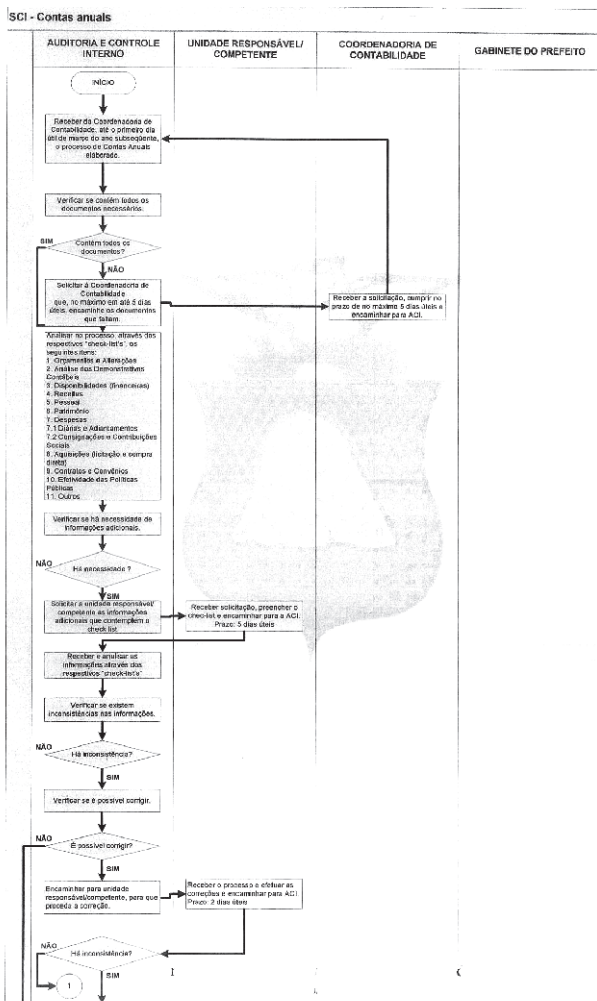 SCI - Contas anuais
AUDITORIA E CONTROLE
INTERNO
UNIDADE RESPONSÁVEL/
COMPETENTE
COORDENADORIA DE
CONTABILIDADE
GABINETE DO PREFEITO
INÍCIO
Receber da Coordenadoria de
Contabilidade, até o primeiro dia
útil de março do ano subseqüente,
o processo de Contas Anuais
elaborado.
Verificar se contém todos os
documentos necessários.
SIM
Contém todos os
documentos?
NÃO
Solicitar à Coordenadoria de
Contabilidade
que, no máximo em até 5 dias
úteis, encaminhe os documentos
que faltam.
Receber a solicitação, cumprir no
prazo de no máximo 5 dias úteis e
encaminhar para ACI.
Analisar no processo, através dos
respectivos "check-list's", os
seguintes itens:
1. Orçamentos e Alterações
2. Análise dos Demonstrativos
Contábeis
3. Disponibilidades (financeiras)
4. Receitas
5. Pessoal
6. Patrimônio
7. Despesas
7.1 Diárias e Adiantamentos
7.2 Consignações e Contribuições
Sociais
8. Aquisições (licitação e compra
direta)
9. Contratos e Convênios
10. Efetividade das Políticas
Públicas
11. Outros
Verificar se há necessidade de
informações adicionais.
NÃO
Há necessidade ?
SIM
Solicitar a unidade responsável/
competente as informações
adicionais que contemplem o
check list
Receber solicitação, preencher o
chec-list e encaminhar para a ACI.
Prazo: 5 dias úteis
Receber e analisar as
informações através dos
respectivos "check-list's"
Verificar se existem
inconsistências nas informações.
NÃO
Há inconsistência?
SIM
Verificar se é possível corrigir.
NÃO
É possível corrigir?
SIM
Encaminhar para unidade
responsável/competente, para que
proceda a correção.
Receber o processo e efetuar as
correções e encaminhar para ACI
Prazo: 2 dias úteis
NÃO
Há inconsistência?
1
SIM